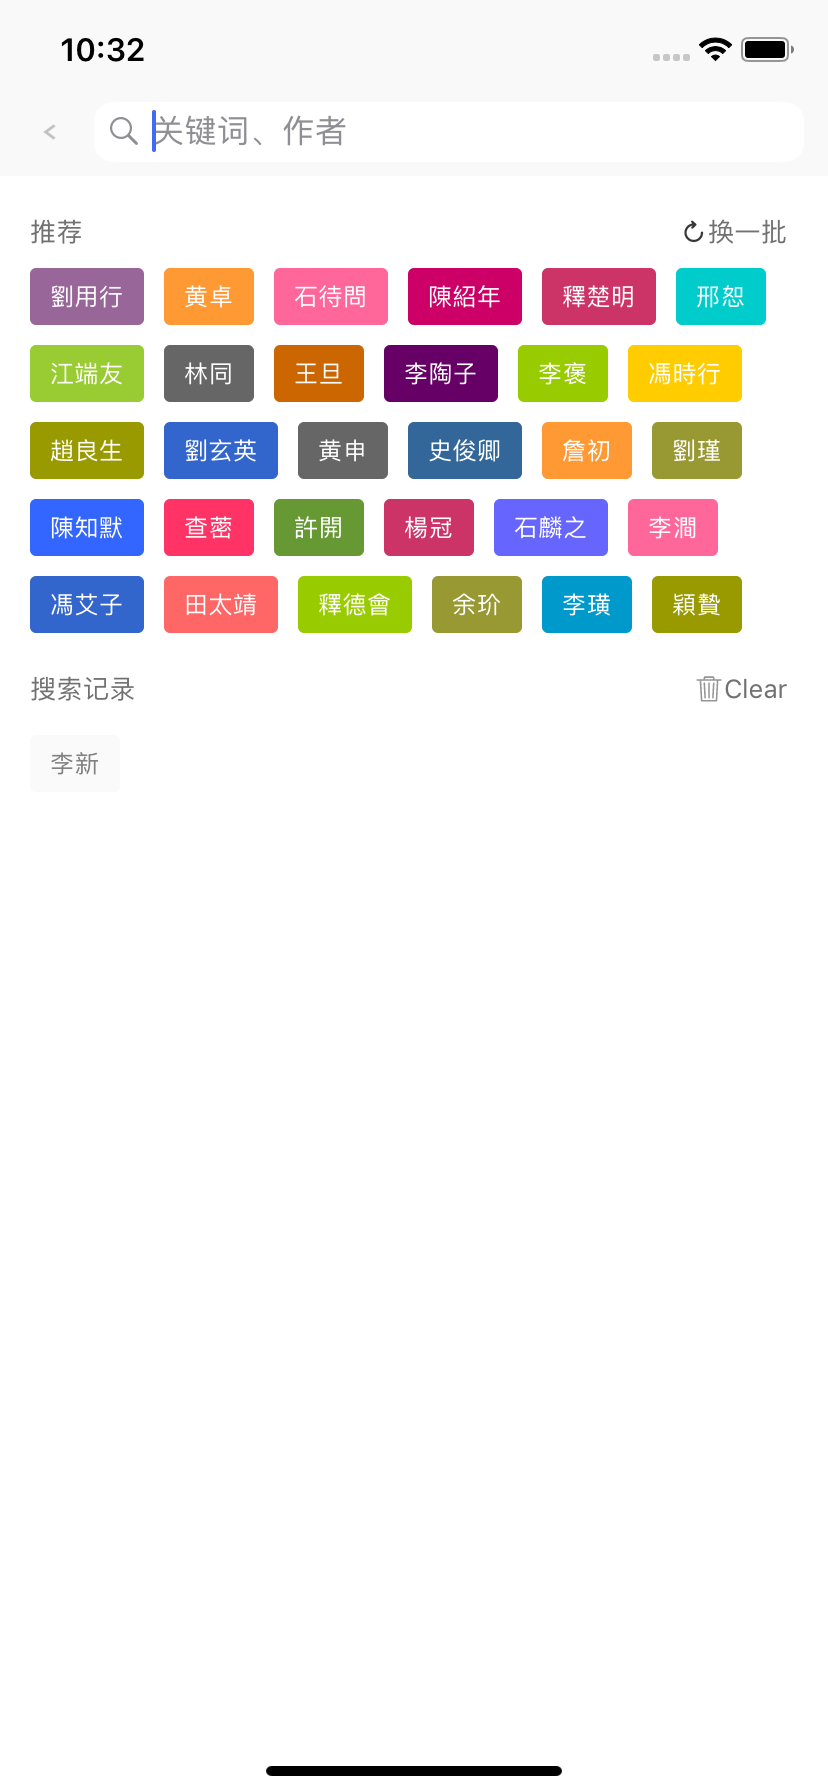 10:32
<
关键词、作者
推荐 换一批
劉用行 黄卓 石待問 陳紹年 釋楚明 邢恕
江端友 林同 王旦 李陶子 李褒 馮時行
趙良生 劉玄英 黄申 史俊卿 詹初 劉瑾
陳知默 查蓉 許開 楊冠 石麟之 李澗
馮艾子 田太靖 釋德會 余玠 李璜 穎贄
搜索记录 Clear
李新